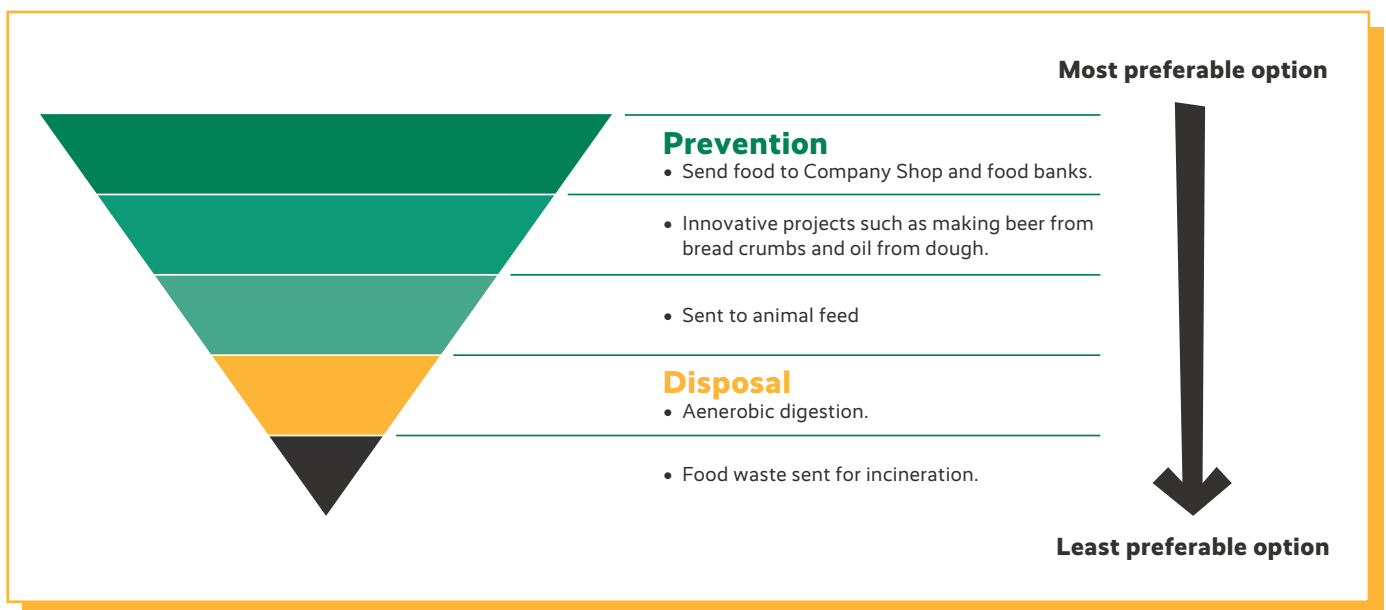 Most preferable option
Prevention
• Send food to Company Shop and food banks.
• Innovative projects such as making beer from
bread crumbs and oil from dough.
• Sent to animal feed
Disposal
• Aenerobic digestion.
• Food waste sent for incineration.
Least preferable option